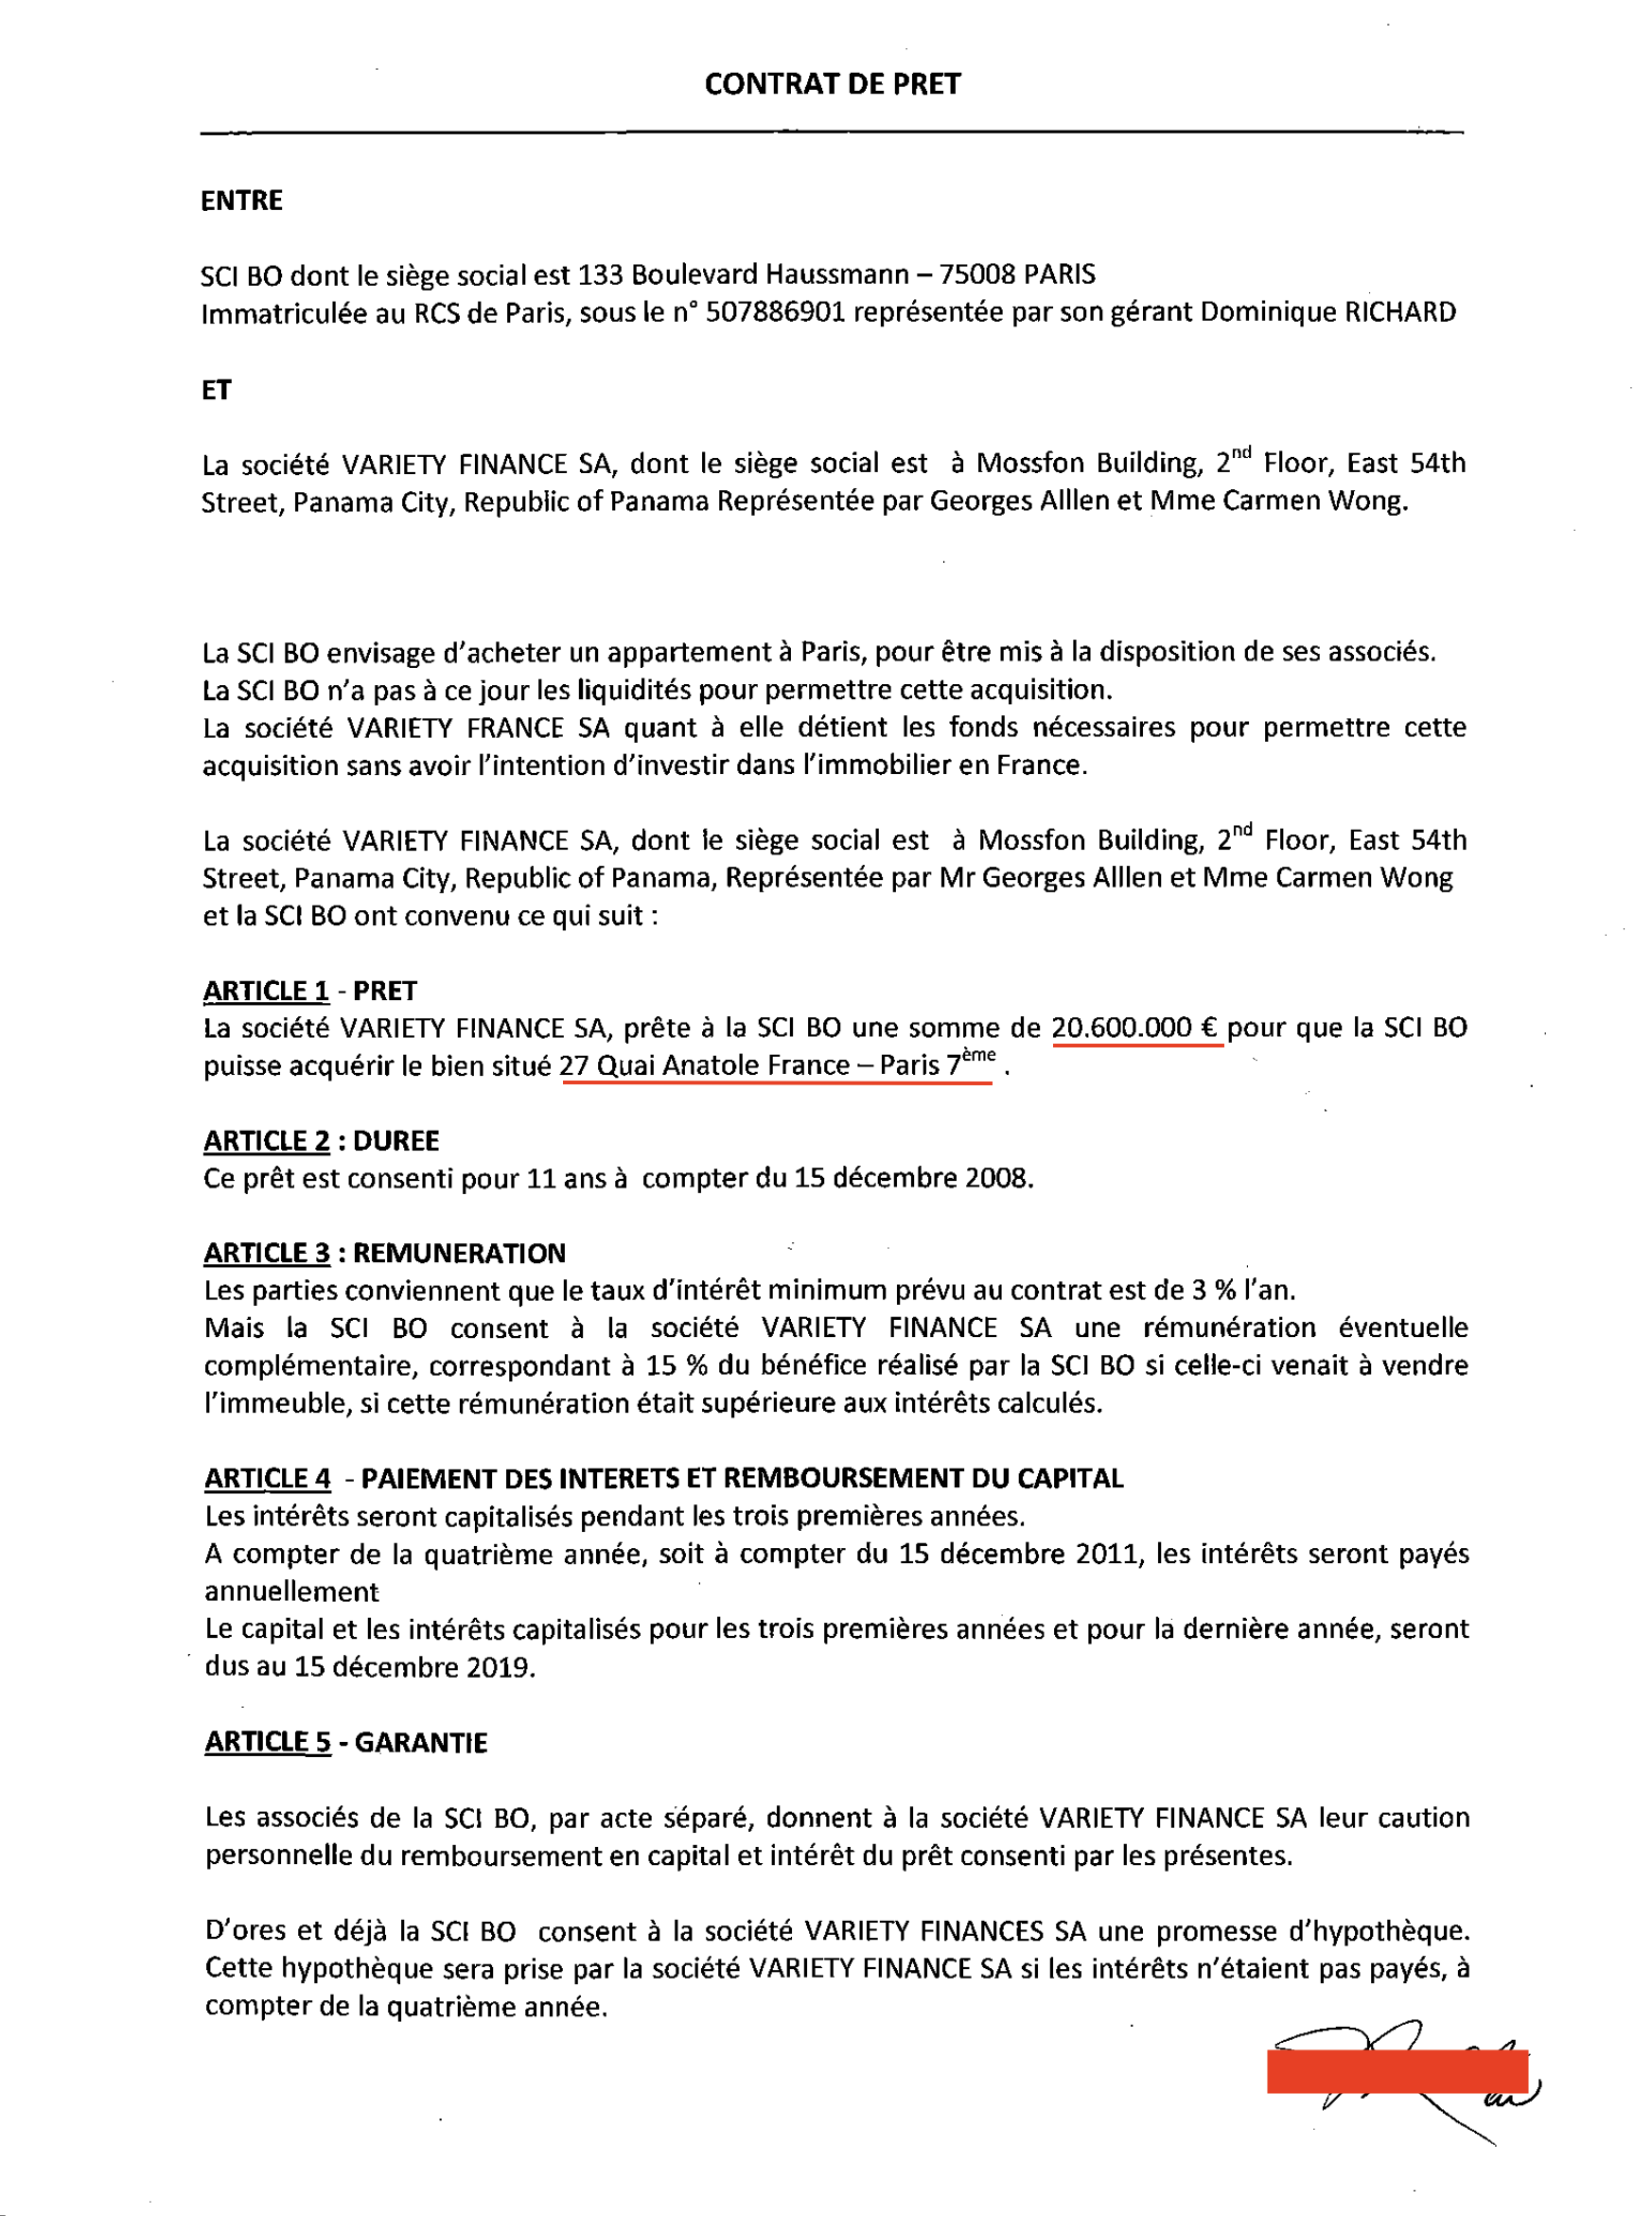 CONTRAT DE PRET
ENTRE
SCI BO dont le siège social est 133 Boulevard Haussmann – 75008 PARIS
Immatriculée au RCS de Paris, sous le n° 507886901 représentée par son gérant Dominique RICHARD
ET
La société VARIETY FINANCE SA, dont le siège social est à Mossfon Building, 2nd Floor, East 54th
Street, Panama City, Republic of Panama Représentée par Georges Alllen et Mme Carmen Wong.
La SCI BO envisage d'acheter un appartement à Paris, pour être mis à la disposition de ses associés.
La SCI BO n'a pas à ce jour les liquidités pour permettre cette acquisition.
La société VARIETY FRANCE SA quant à elle détient les fonds nécessaires pour permettre cette
acquisition sans avoir l'intention d'investir dans l'immobilier en France.
La société VARIETY FINANCE SA, dont le siège social est à Mossfon Building, 2nd Floor, East 54th
Street, Panama City, Republic of Panama, Représentée par Mr Georges Alllen et Mme Carmen Wong
et la SCI BO ont convenu ce qui suit :
ARTICLE 1 - PRET
La société VARIETY FINANCE SA, prête à la SCI BO une somme de 20.600.000 € pour que la SCI BO
puisse acquérir le bien situé 27 Quai Anatole France – Paris 7ème .
ARTICLE 2 : DUREE
Ce prêt est consenti pour 11 ans à compter du 15 décembre 2008.
ARTICLE 3 : REMUNERATION
Les parties conviennent que le taux d'intérêt minimum prévu au contrat est de 3 % l'an.
Mais la SCI BO consent à la société VARIETY FINANCE SA une rémunération éventuelle
complémentaire, correspondant à 15 % du bénéfice réalisé par la SCI BO si celle-ci venait à vendre
l'immeuble, si cette rémunération était supérieure aux intérêts calculés.
ARTICLE 4 - PAIEMENT DES INTERETS ET REMBOURSEMENT DU CAPITAL
Les intérêts seront capitalisés pendant les trois premières années.
A compter de la quatrième année, soit à compter du 15 décembre 2011, les intérêts seront payés
annuellement
Le capital et les intérêts capitalisés pour les trois premières années et pour la dernière année, seront
dus au 15 décembre 2019.
ARTICLE 5 - GARANTIE
Les associés de la SCI BO, par acte séparé, donnent à la société VARIETY FINANCE SA leur caution
personnelle du remboursement en capital et intérêt du prêt consenti par les présentes.
D'ores et déjà la SCI BO consent à la société VARIETY FINANCES SA une promesse d'hypothèque.
Cette hypothèque sera prise par la société VARIETY FINANCE SA si les intérêts n'étaient pas payés, à
compter de la quatrième année.